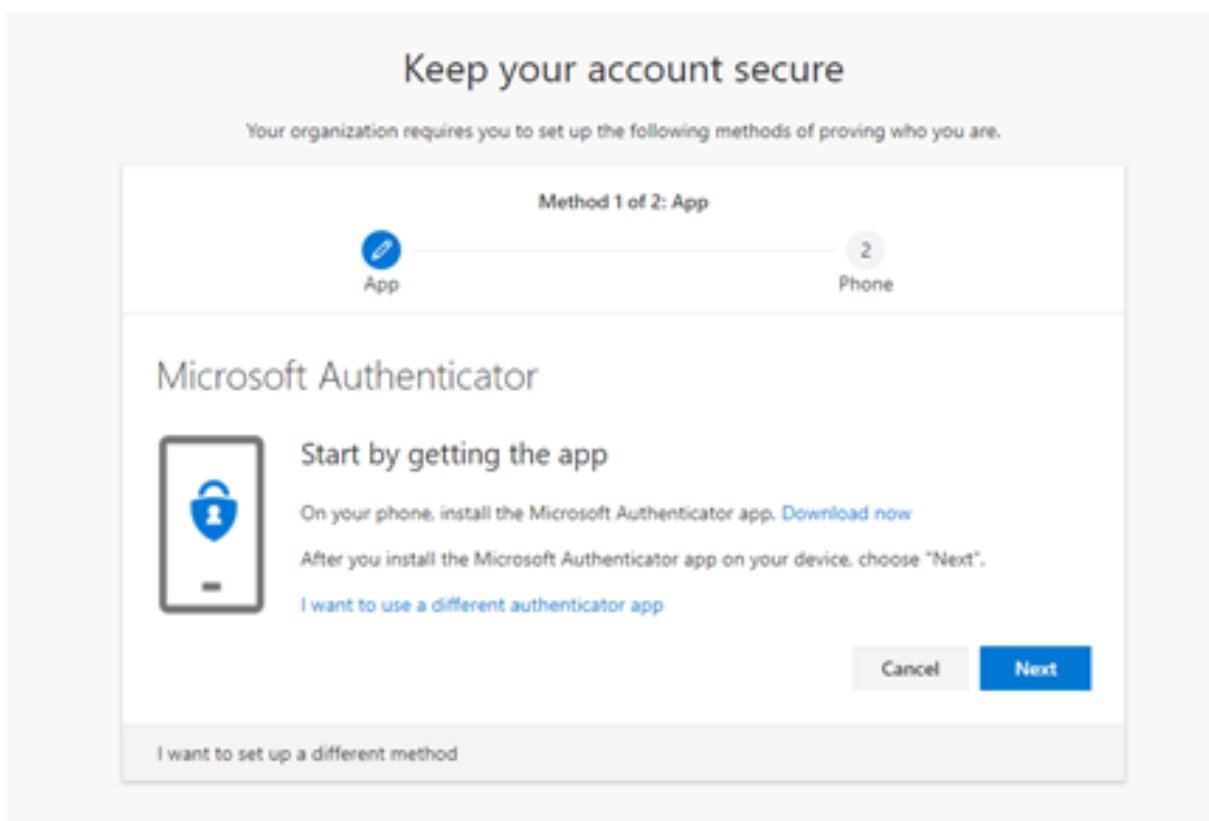 Keep your account secure
Your organization requires you to set up the following methods of proving who you are.
Method 1 of 2: App
2
App
Phone
Microsoft Authenticator
Start by getting the app
On your phone, install the Microsoft Authenticator app. Download now
After you install the Microsoft Authenticator app on your device, choose "Next".
I want to use a different authenticator app
Cancel
Next
I want to set up a different method